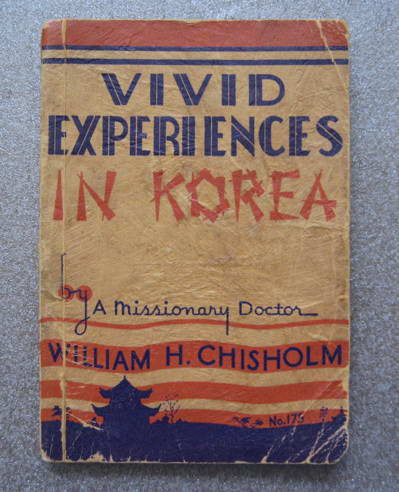 VIVID
EXPERIENCES
IN KOREA
by A Missionary Doctor
WILLIAM H. CHISHOLM
No. 175